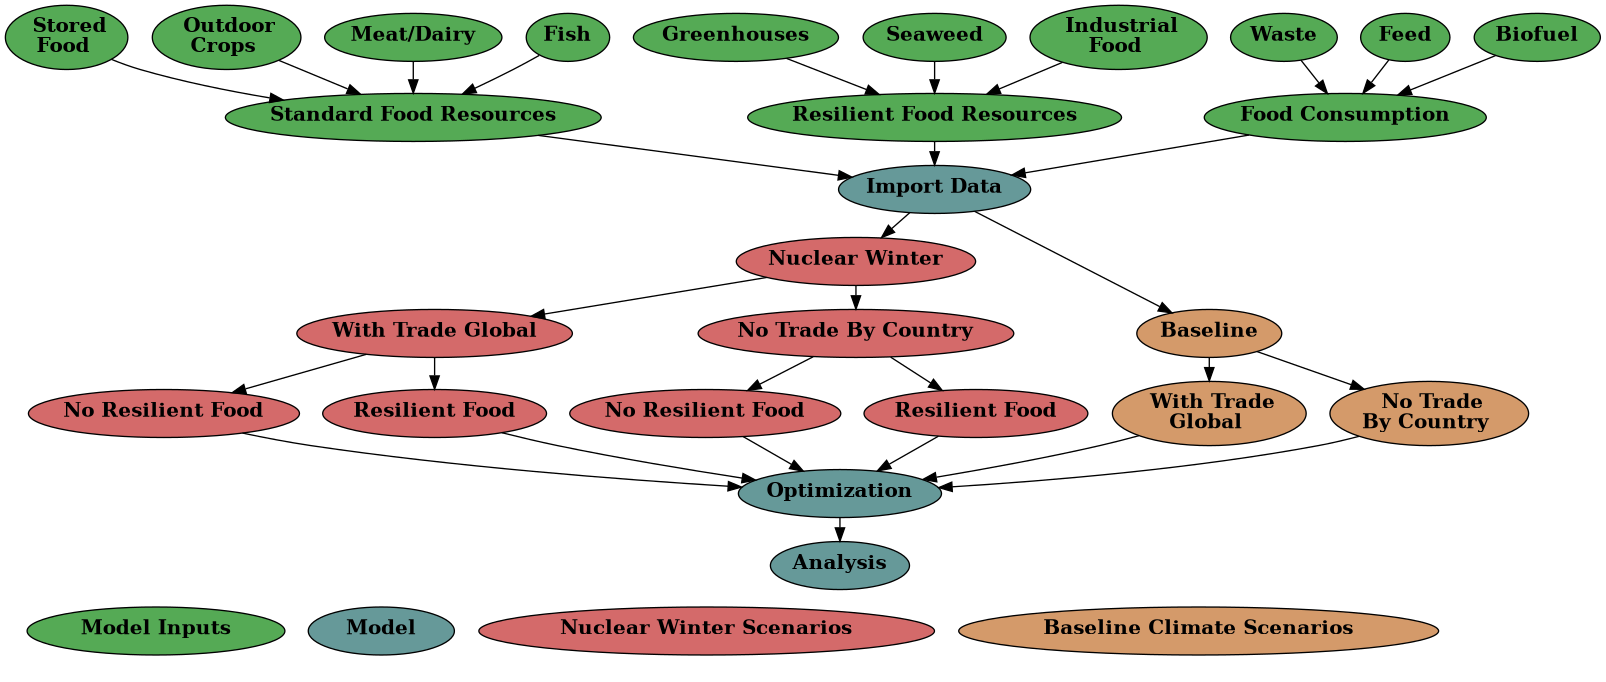 Stored
Food
Outdoor
Crops
Meat/Dairy
Fish
Greenhouses
Seaweed
Industrial
Food
Waste
Feed
Biofuel
Standard Food Resources
Resilient Food Resources
Food Consumption
Import Data
Nuclear Winter
With Trade Global
No Trade By Country
Baseline
No Resilient Food
Resilient Food
No Resilient Food
Resilient Food
With Trade
Global
No Trade
By Country
Optimization
Analysis
Model Inputs
Model
Nuclear Winter Scenarios
Baseline Climate Scenarios